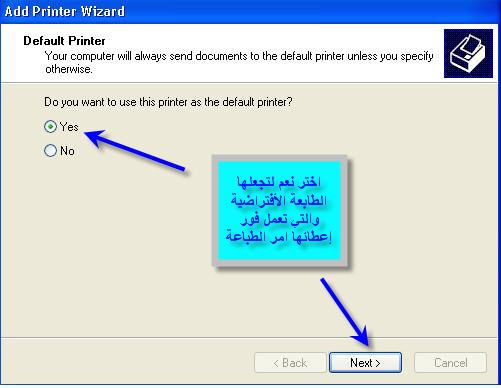 Add Printer Wizard
Default Printer
Your computer will always send documents to the default printer unless you specify
otherwise.
Do you want to use this printer as the default printer?
Yes
No
اختر نعم لتجعلها
الطابعة الأفتراضية
والتي تعمل فور
إعطائها امر الطباعة
< Back
Next >
Cancel